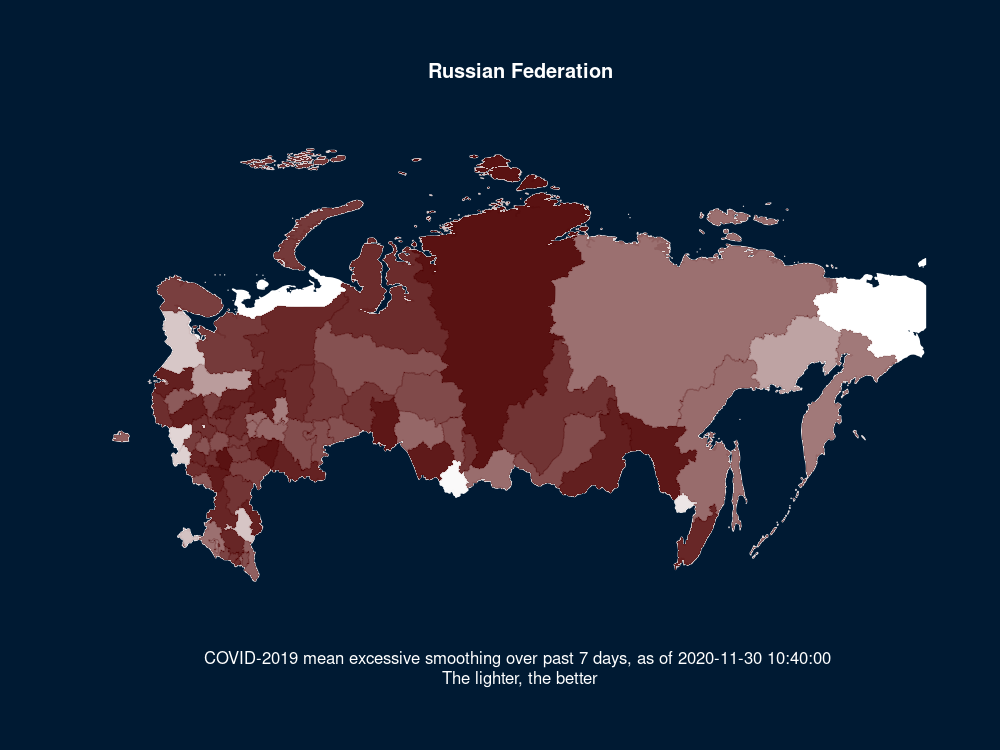 Russian Federation
COVID-2019 mean excessive smoothing over past 7 days, as of 2020-11-30 10:40:00
The lighter, the better